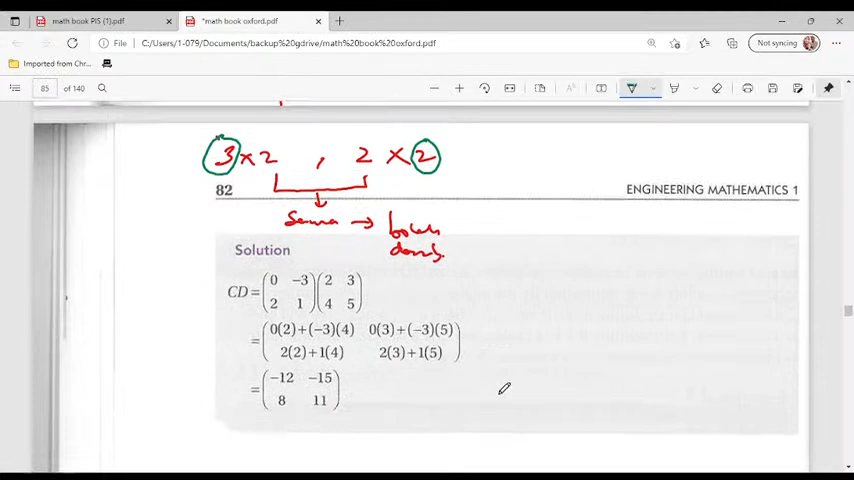 math book PIS (1).pdf
*math book oxford.pdf
File
C:/Users/1-079/Documents/backup%20gdrive/math%20book%20oxford.pdf
Not syncing
Imported from Chr...
85 of 140
3 × 2 , 2 × 2
82
ENGINEERING MATHEMATICS 1
Sama →
Solution
CD = (0 −3 (2 3
2 1) 4 5)
= (0(2)+(−3)(4) 0(3)+(−3)(5)
2(2)+1(4) 2(3)+1(5))
= (−12 −15
8 11)